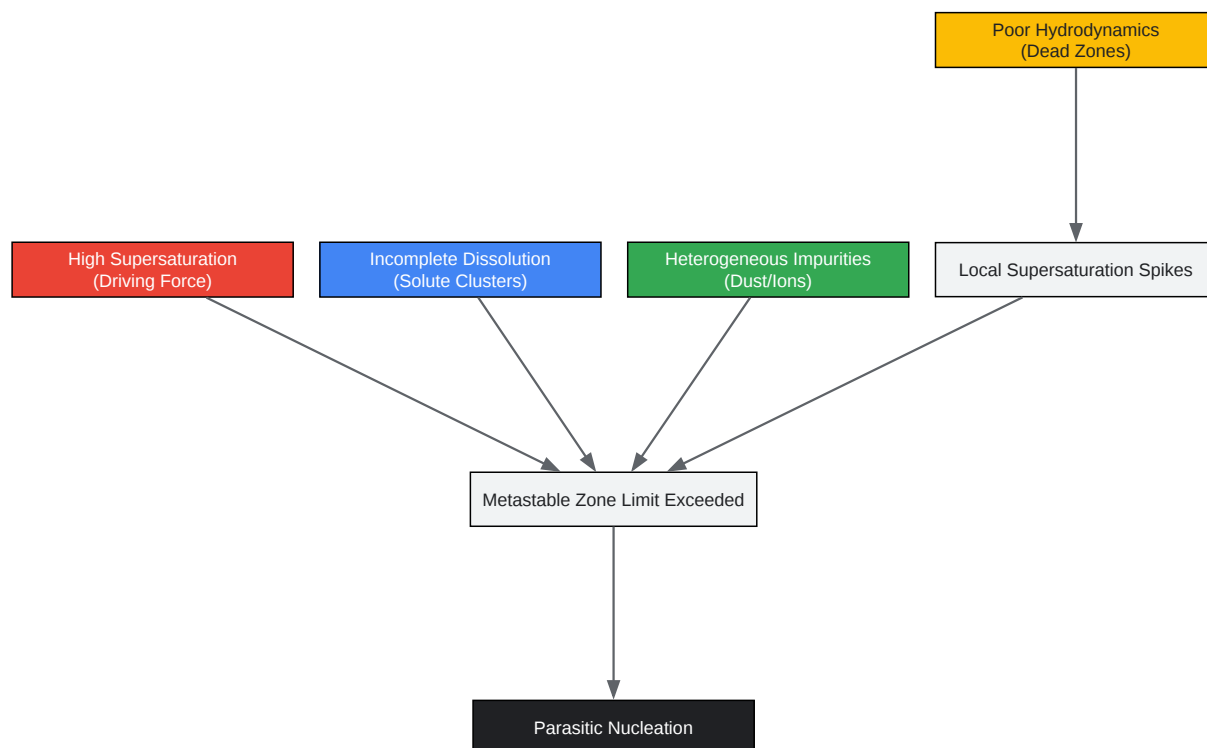 Poor Hydrodynamics
(Dead Zones)
High Supersaturation
(Driving Force)
Incomplete Dissolution
(Solute Clusters)
Heterogeneous Impurities
(Dust/Ions)
Local Supersaturation Spikes
Metastable Zone Limit Exceeded
Parasitic Nucleation